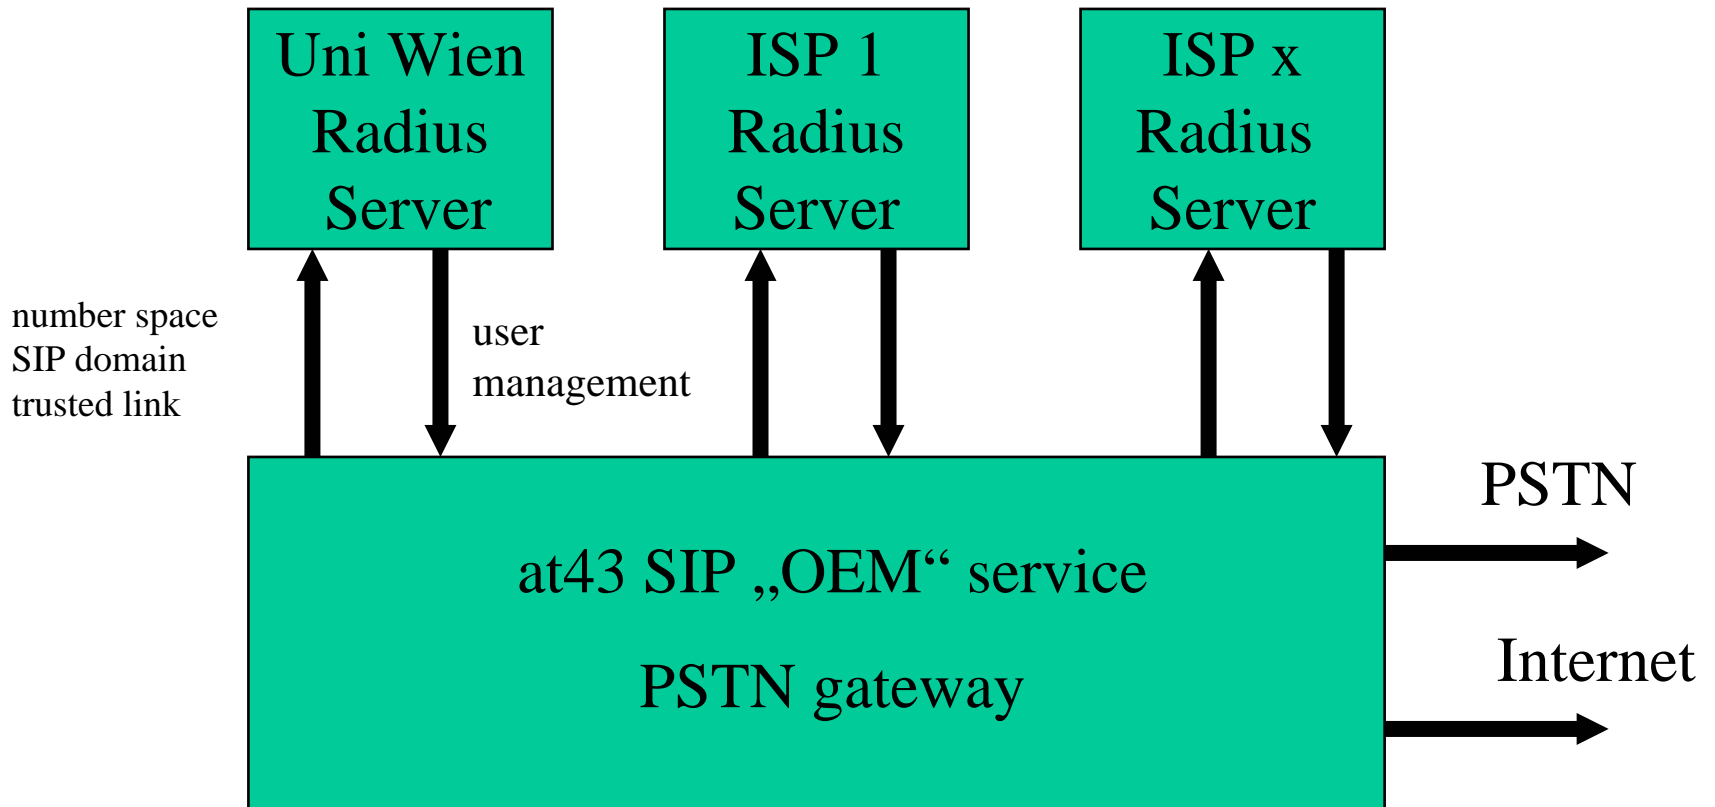 Uni Wien
Radius
Server
ISP 1
Radius
Server
ISP x
Radius
Server
number space
SIP domain
trusted link
user
management
PSTN
at43 SIP „OEM“ service
PSTN gateway
Internet